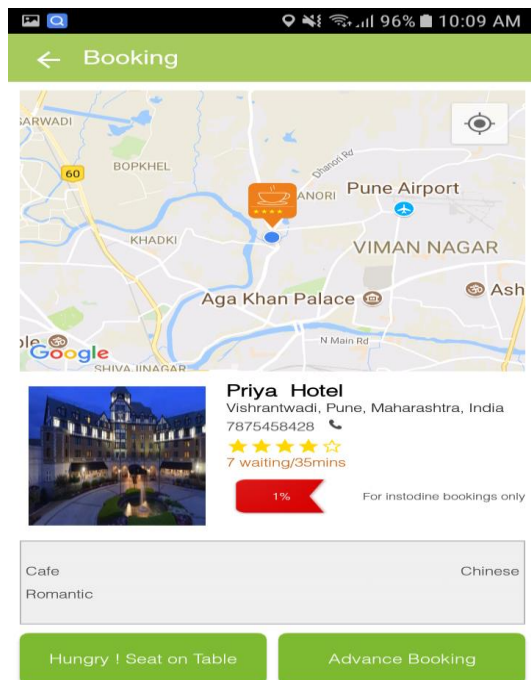 96% 10:09 AM
Booking
GARWADI
60
BOPKHEL
Dhanori Rd
ANORI
Pune Airport
KHADKI
VIMAN NAGAR
Aga Khan Palace
Ash
N Main Rd
ple
Google
SHIVAJINAGAR
Priya Hotel
Vishrantwadi, Pune, Maharashtra, India
7875458428
7 waiting/35mins
1%
For instodine bookings only
Cafe
Chinese
Romantic
Hungry ! Seat on Table
Advance Booking